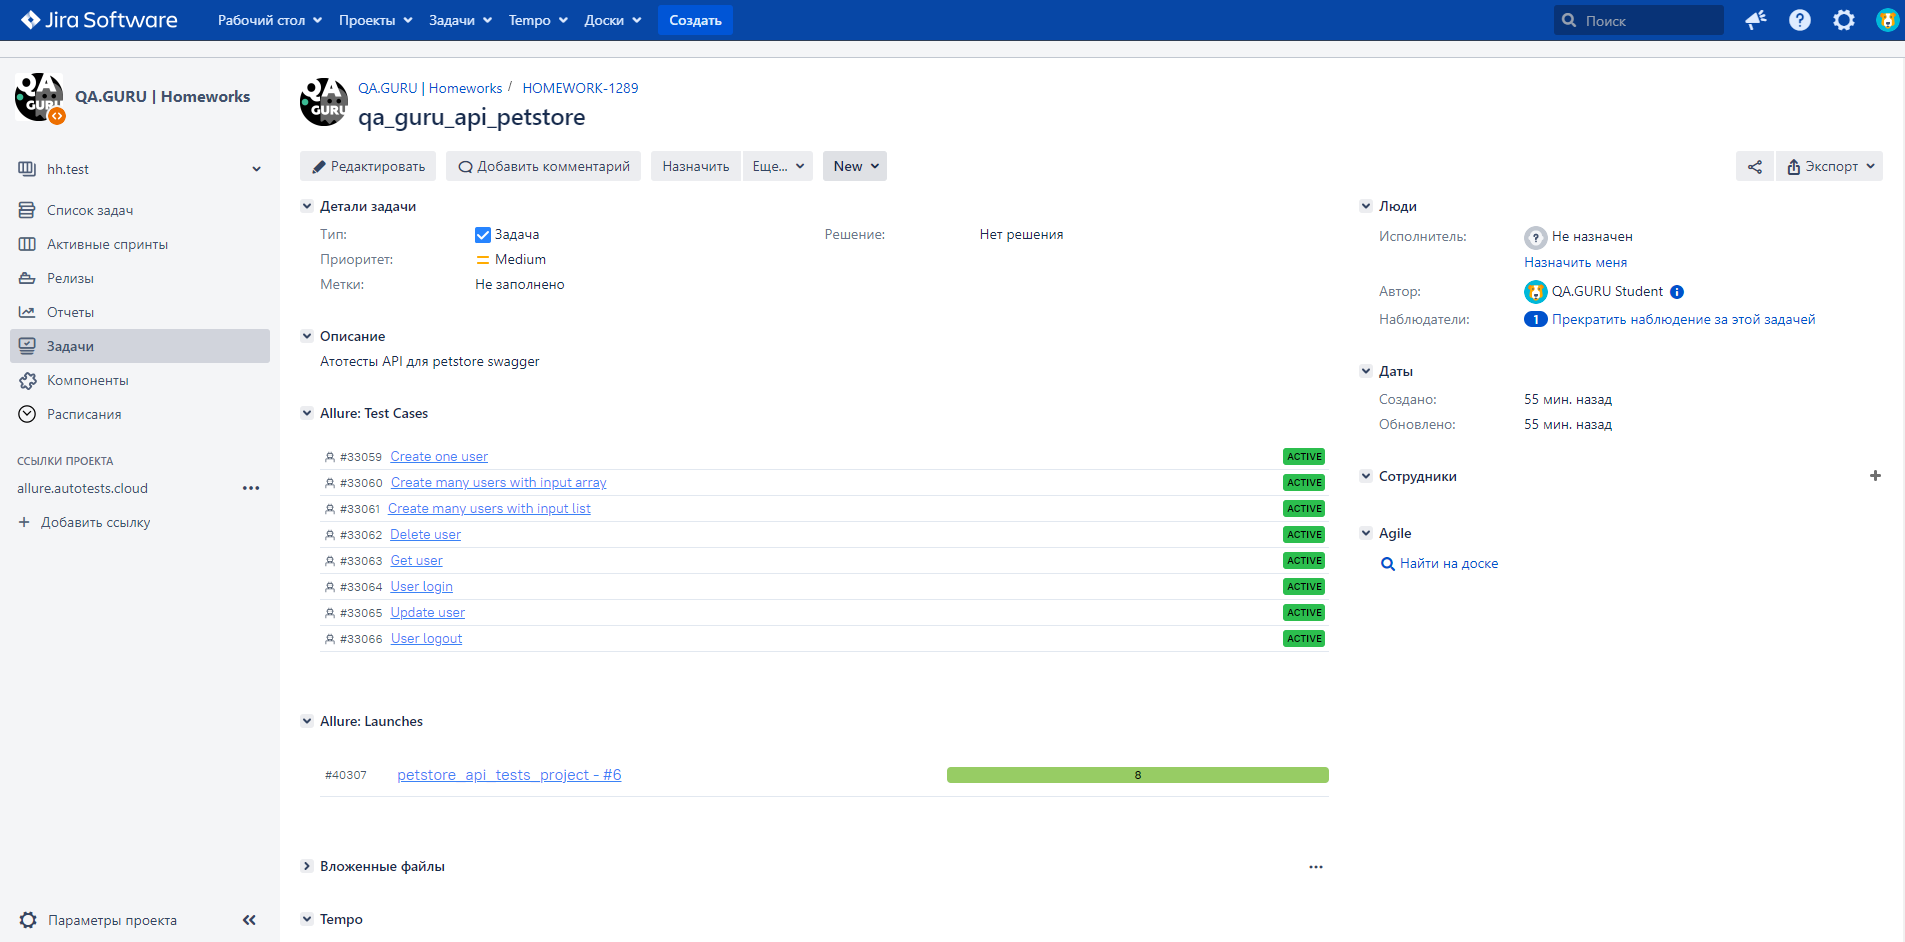 Jira Software
Рабочий стол
Проекты
Задачи
Tempo
Доски
Создать
Поиск
QA.GURU | Homeworks
hh.test
Список задач
Активные спринты
Релизы
Отчеты
Задачи
Компоненты
Расписания
ССЫЛКИ ПРОЕКТА
allure.autotests.cloud
Добавить ссылку
Параметры проекта
QA GURU
QA.GURU | Homeworks / HOMEWORK-1289
qa_guru_api_petstore
Редактировать
Добавить комментарий
Назначить
Еще...
New
Экспорт
Детали задачи
Тип: Задача
Решение: Нет решения
Приоритет: Medium
Метки: Не заполнено
Описание
Атотесты API для petstore swagger
Allure: Test Cases
#33059 Create one user ACTIVE
#33060 Create many users with input array ACTIVE
#33061 Create many users with input list ACTIVE
#33062 Delete user ACTIVE
#33063 Get user ACTIVE
#33064 User login ACTIVE
#33065 Update user ACTIVE
#33066 User logout ACTIVE
Allure: Launches
#40307 petstore_api_tests_project - #6 8
Вложенные файлы
Tempo
Люди
Исполнитель: Не назначен
Назначить меня
Автор: QA.GURU Student
Наблюдатели: 1 Прекратить наблюдение за этой задачей
Даты
Создано: 55 мин. назад
Обновлено: 55 мин. назад
Сотрудники
Agile
Найти на доске